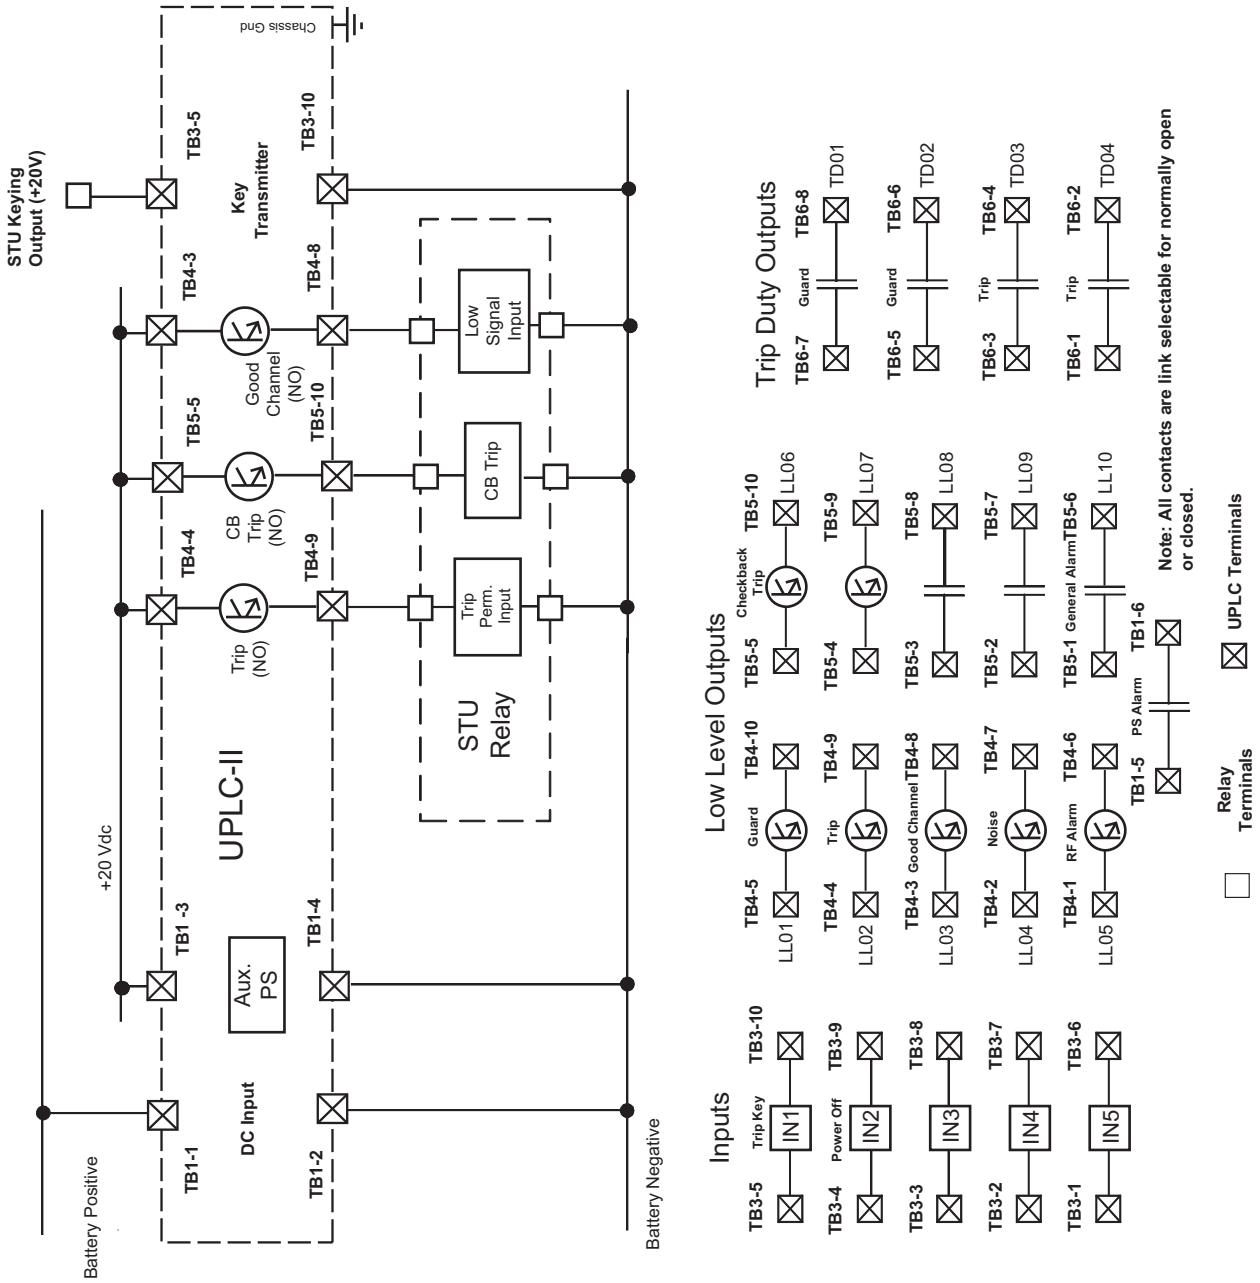 Battery Positive
+20 Vdc
STU Keying
Output (+20V)
TB1-1
TB1 -3
TB4-4
TB5-5
TB4-3
TB3-5
Chassis Gnd
DC Input
Aux.
PS
UPLC-II
Trip
(NO)
CB
Trip
(NO)
Good
Channel
(NO)
Key
Transmitter
TB1-2
TB1-4
TB4-9
TB5-10
TB4-8
TB3-10
STU
Relay
Trip
Perm.
Input
CB Trip
Low
Signal
Input
Battery Negative
Inputs
TB3-5
Trip Key
TB3-10
IN1
TB3-4
Power Off
TB3-9
IN2
TB3-3
TB3-8
IN3
TB3-2
TB3-7
IN4
TB3-1
TB3-6
IN5
Low Level Outputs
TB4-5
Guard
TB4-10
LL01
TB4-4
Trip
TB4-9
LL02
TB4-3
Good Channel
TB4-8
LL03
TB4-2
Noise
TB4-7
LL04
TB4-1
RF Alarm
TB4-6
LL05
TB5-5
Checkback
Trip
TB5-10
LL06
TB5-4
TB5-9
LL07
TB5-3
TB5-8
LL08
TB5-2
TB5-7
LL09
TB5-1
General Alarm
TB5-6
LL10
TB1-5
PS Alarm
TB1-6
Trip Duty Outputs
TB6-7
Guard
TB6-8
TD01
TB6-5
Guard
TB6-6
TD02
TB6-3
Trip
TB6-4
TD03
TB6-1
Trip
TB6-2
TD04
Note: All contacts are link selectable for normally open
or closed.
Relay
Terminals
UPLC Terminals